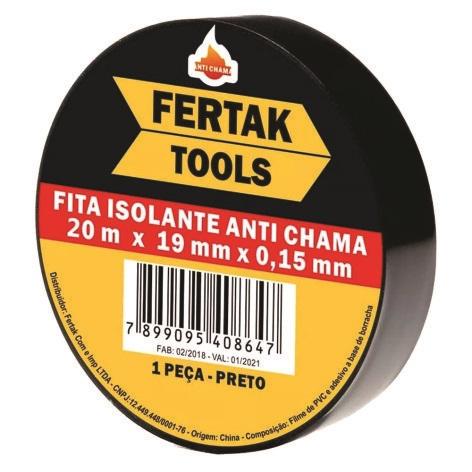 ANTI CHAMA
FERTAK
TOOLS
FITA ISOLANTE ANTI CHAMA
20 m x 19 mm x 0,15 mm
7 899095 408647
FAB: 02/2018 - VAL: 01/2021
1 PEÇA - PRETO
Distribuidor: Fertak Com e Imp LTDA - CNPJ:12.449.448/0001-76 - Origem: China - Composição: Filme de PVC e adesivo a base de borracha